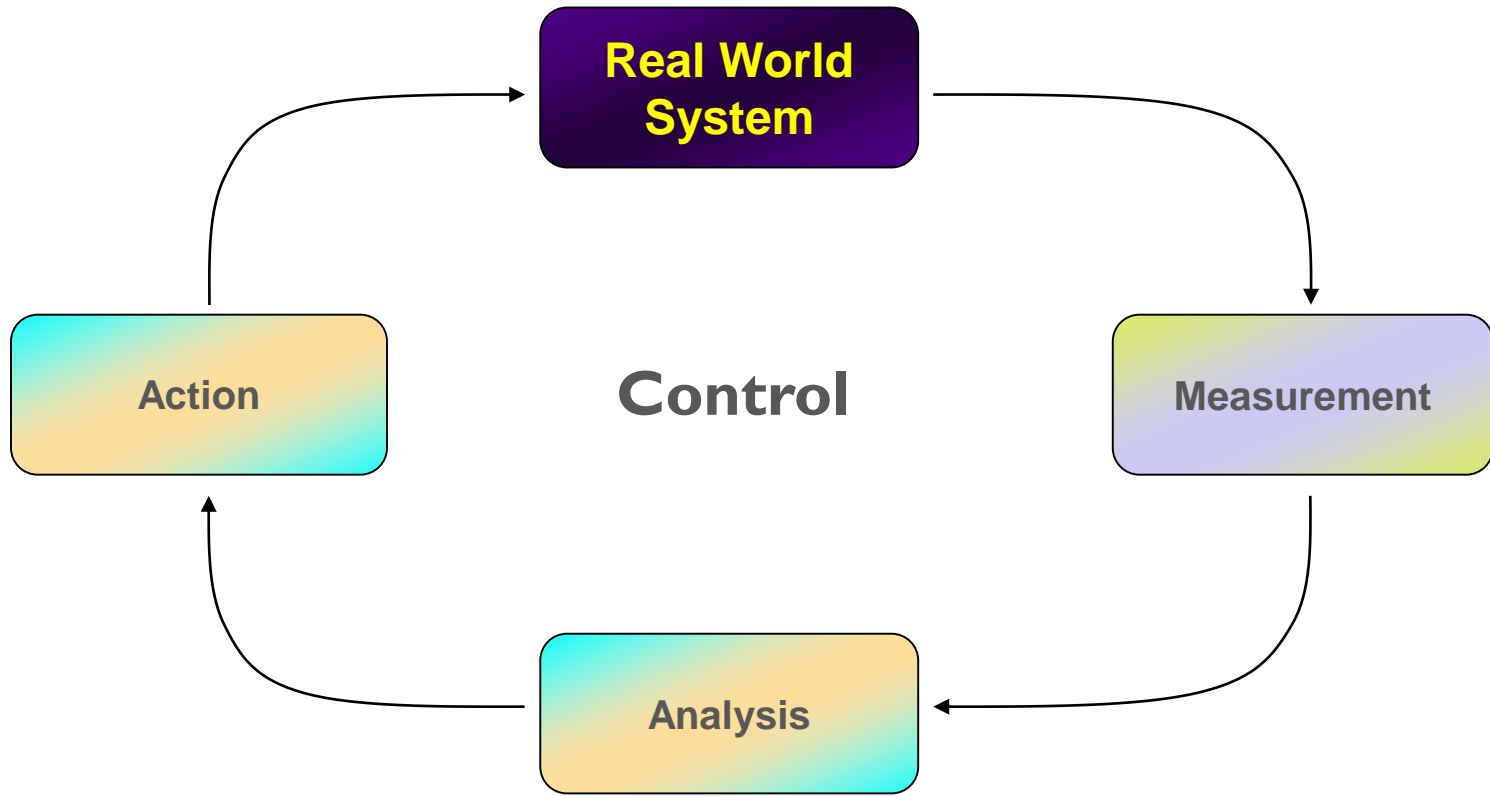 Real World
System
Action
Control
Measurement
Analysis